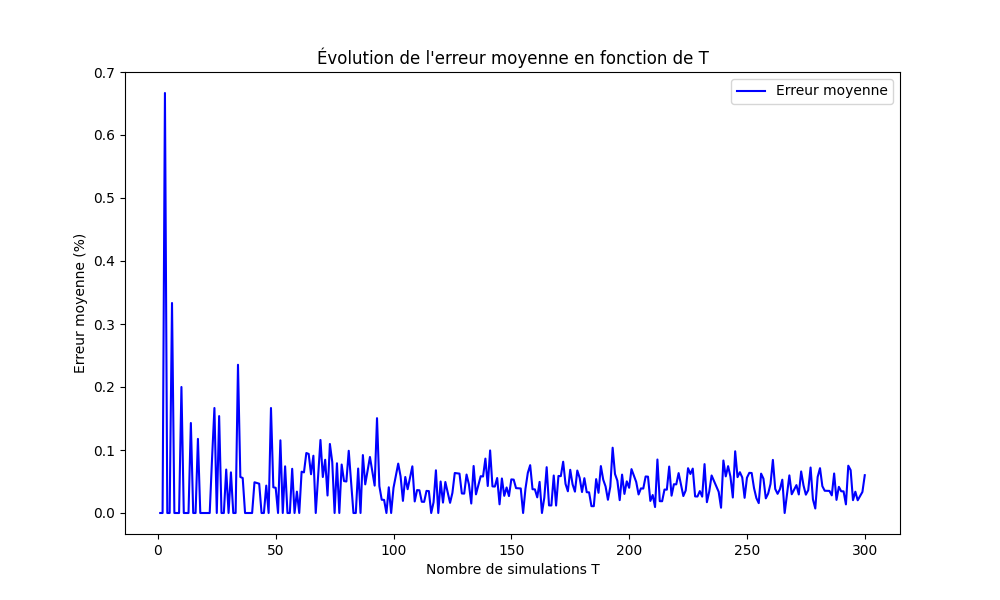 Évolution de l'erreur moyenne en fonction de T
Erreur moyenne
Erreur moyenne (%)
0.7
0.6
0.5
0.4
0.3
0.2
0.1
0.0
0 50 100 150 200 250 300
Nombre de simulations T